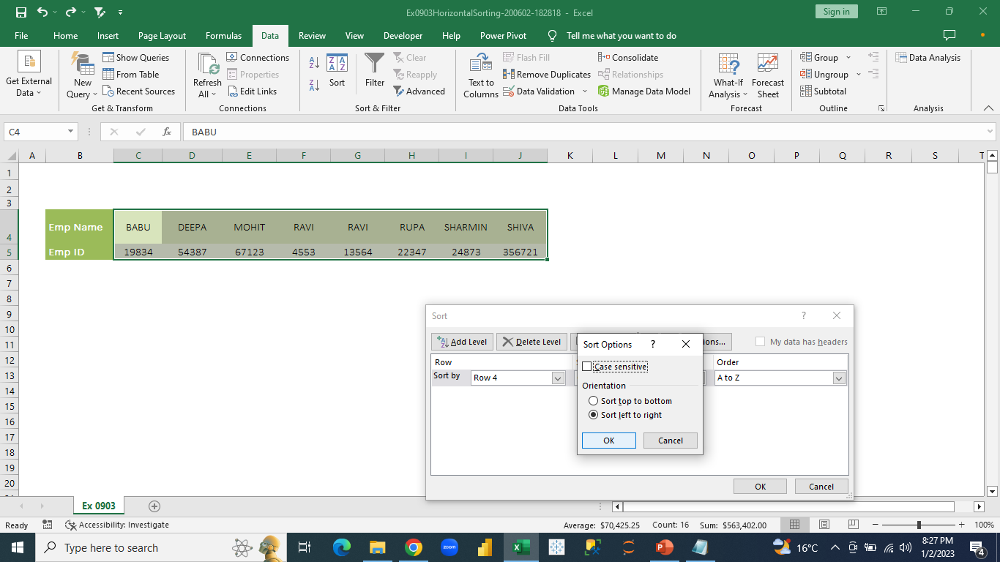 Ex0903HorizontalSorting-200602-182818 - Excel
Sign in
File Home Insert Page Layout Formulas Data Review View Developer Help Power Pivot Tell me what you want to do
Get External Data
New Query
Show Queries
From Table
Recent Sources
Get & Transform
Refresh All
Connections
Properties
Edit Links
Connections
Sort
Filter
Clear
Reapply
Advanced
Sort & Filter
Text to Columns
Flash Fill
Remove Duplicates
Data Validation
Consolidate
Relationships
Manage Data Model
Data Tools
What-If Analysis
Forecast Sheet
Forecast
Group
Ungroup
Subtotal
Outline
Data Analysis
Analysis
C4
fx
BABU
A B C D E F G H I J K L M N O P Q R S T
1
2
3
4 Emp Name BABU DEEPA MOHIT RAVI RAVI RUPA SHARMIN SHIVA
5 Emp ID 19834 54387 67123 4553 13564 22347 24873 356721
6
7
8
9
10
11
12
13
14
15
16
17
18
19
20
Sort
?
Add Level
Delete Level
My data has headers
Row
Order
Sort by
Row 4
A to Z
OK
Cancel
Sort Options
?
Case sensitive
Orientation
Sort top to bottom
Sort left to right
OK
Cancel
Ex 0903
Ready
Accessibility: Investigate
Average: $70,425.25 Count: 16 Sum: $563,402.00
100%
Type here to search
zoom
16°C
8:27 PM
1/2/2023
4